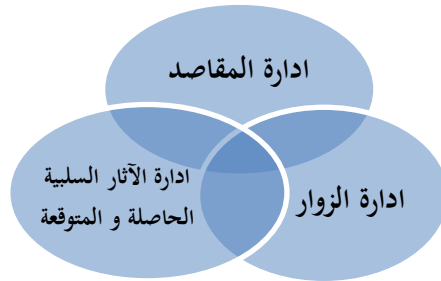 ادارة المقاصد
ادارة الآثار السلبية
الحاصلة و المتوقعة
ادارة الزوار